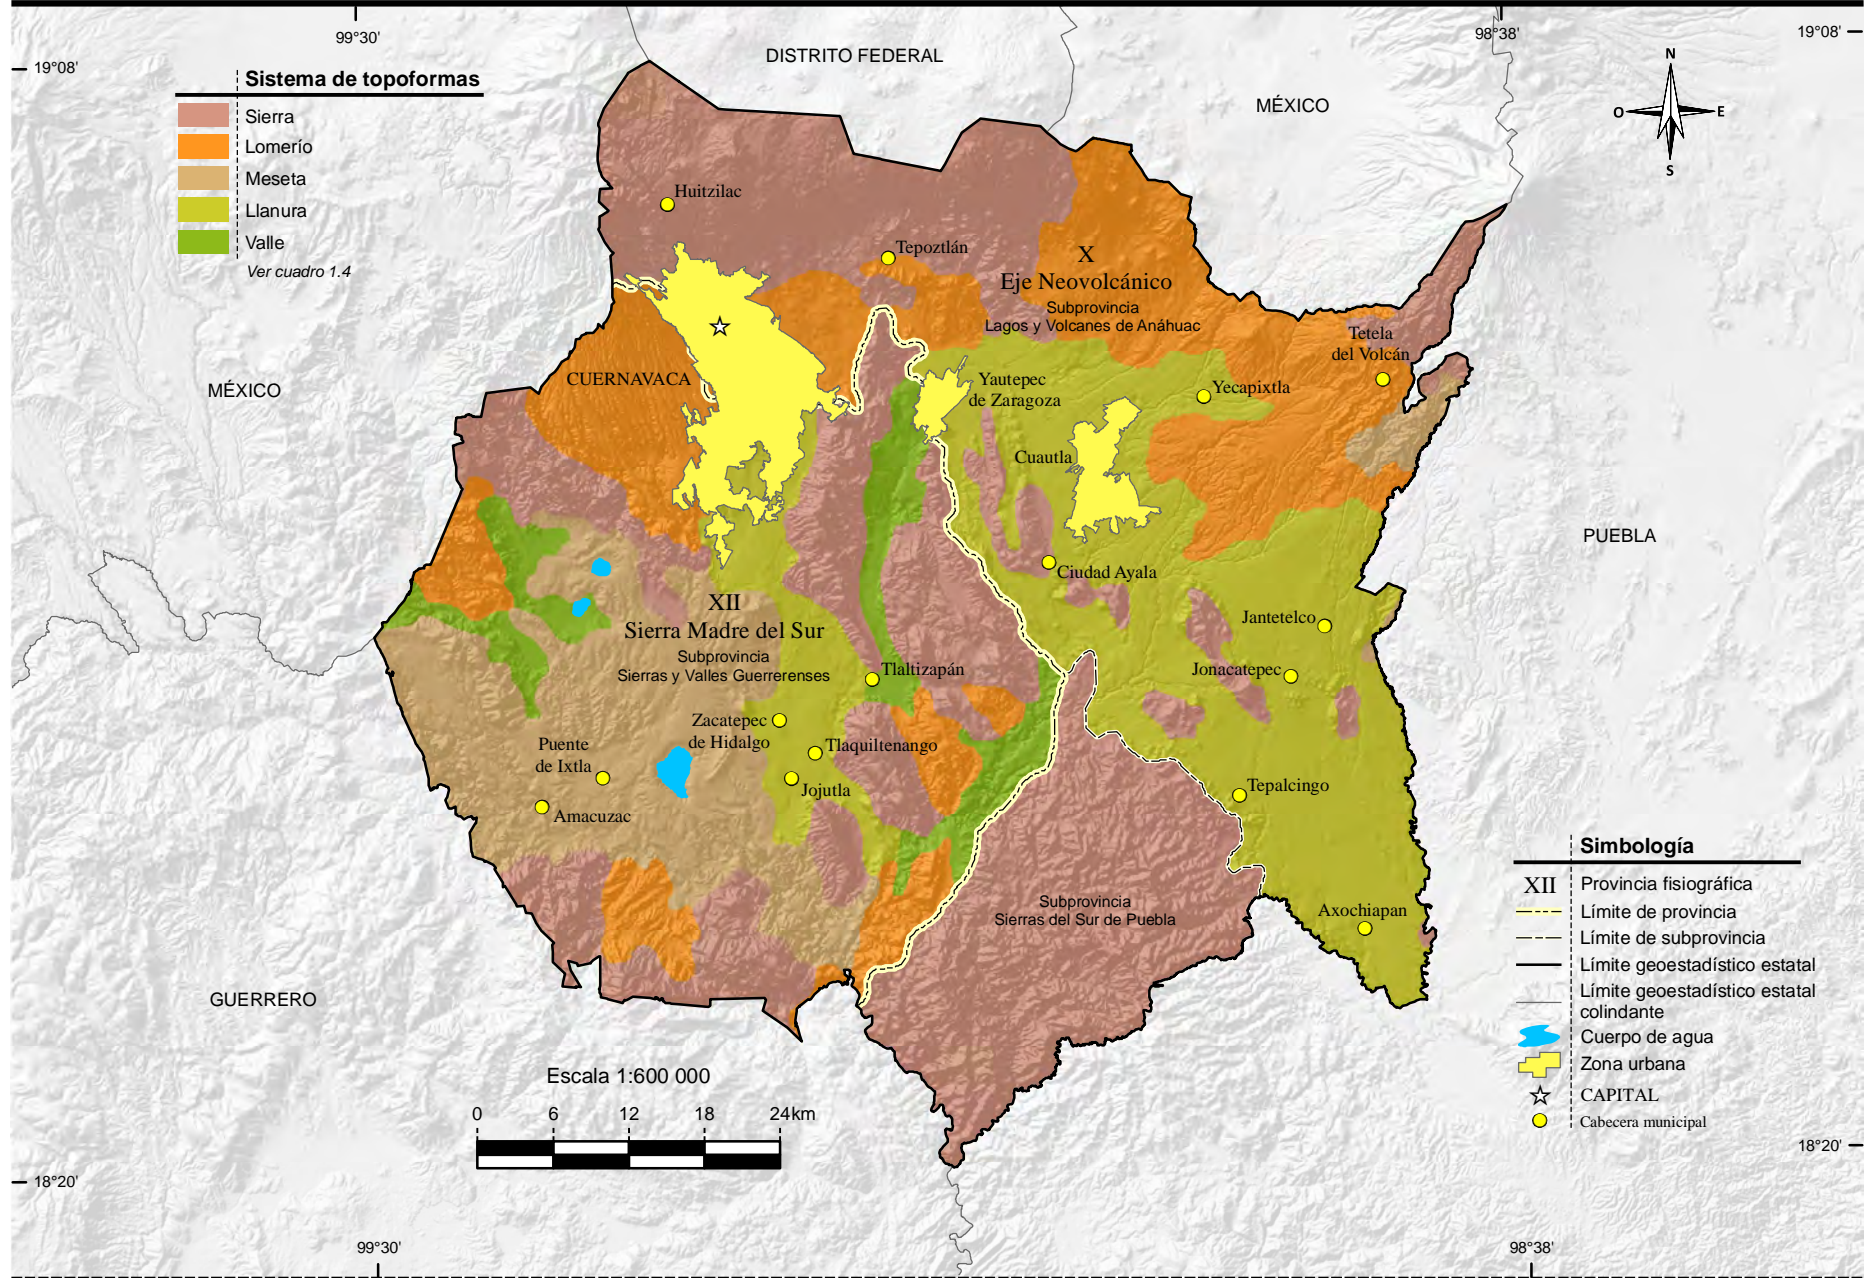 99°30'
98°38'
19°08'
19°08'
DISTRITO FEDERAL
MÉXICO
N
O
E
S
Sistema de topoformas
Sierra
Lomerío
Meseta
Llanura
Valle
Ver cuadro 1.4
Huitzilac
Tepoztlán
X
Eje Neovolcánico
Subprovincia
Lagos y Volcanes de Anáhuac
Tetela
del Volcán
MÉXICO
CUERNAVACA
Yautepec
de Zaragoza
Yecapixtla
Cuautla
PUEBLA
Ciudad Ayala
XII
Sierra Madre del Sur
Subprovincia
Sierras y Valles Guerrerenses
Jantetelco
Tlaltizapán
Jonacatepec
Zacatepec
de Hidalgo
Tlaquiltenango
Puente
de Ixtla
Jojutla
Tepalcingo
Amacuzac
Subprovincia
Sierras del Sur de Puebla
Axochiapan
GUERRERO
Simbología
XII Provincia fisiográfica
Límite de provincia
Límite de subprovincia
Límite geoestadístico estatal
Límite geoestadístico estatal
colindante
Cuerpo de agua
Zona urbana
CAPITAL
Cabecera municipal
Escala 1:600 000
0 6 12 18 24km
18°20'
18°20'
99°30'
98°38'